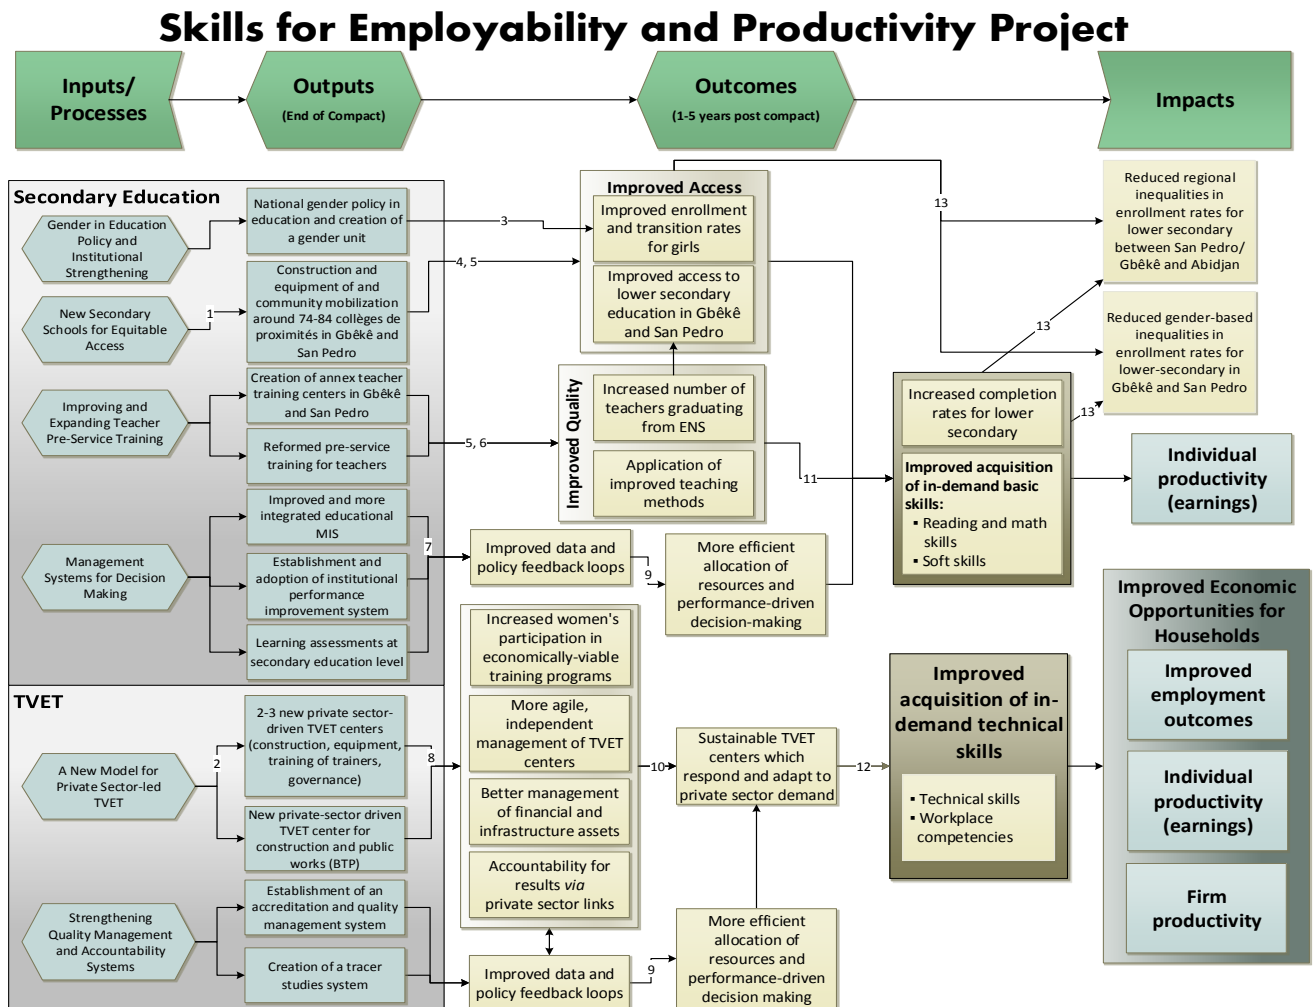 Skills for Employability and Productivity Project
Inputs/
Processes
Outputs
(End of Compact)
Outcomes
(1-5 years post compact)
Impacts
Secondary Education
Gender in Education
Policy and
Institutional
Strengthening
New Secondary
Schools for Equitable
Access
1
Improving and
Expanding Teacher
Pre-Service Training
Management
Systems for Decision
Making
National gender policy in
education and creation of
a gender unit
Construction and
equipment of and
community mobilization
around 74-84 collèges de
proximités in Gbêkê and
San Pedro
Creation of annex teacher
training centers in Gbêkê
and San Pedro
Reformed pre-service
training for teachers
Improved and more
integrated educational
MIS
Establishment and
adoption of institutional
performance
improvement system
Learning assessments at
secondary education level
3
4, 5
5, 6
7
Improved Access
Improved enrollment
and transition rates
for girls
Improved access to
lower secondary
education in Gbêkê
and San Pedro
Improved Quality
Increased number of
teachers graduating
from ENS
Application of
improved teaching
methods
Improved data and
policy feedback loops
9
More efficient
allocation of
resources and
performance-driven
decision-making
11
13
13
13
Increased completion
rates for lower
secondary
Improved acquisition
of in-demand basic
skills:
▪ Reading and math
skills
▪ Soft skills
Reduced regional
inequalities in
enrollment rates for
lower secondary
between San Pedro/
Gbêkê and Abidjan
Reduced gender-based
inequalities in
enrollment rates for
lower-secondary in
Gbêkê and San Pedro
Individual
productivity
(earnings)
TVET
A New Model for
Private Sector-led
TVET
2
Strengthening
Quality Management
and Accountability
Systems
2-3 new private sector-
driven TVET centers
(construction, equipment,
training of trainers,
governance)
New private-sector driven
TVET center for
construction and public
works (BTP)
Establishment of an
accreditation and quality
management system
Creation of a tracer
studies system
8
Increased women's
participation in
economically-viable
training programs
More agile,
independent
management of TVET
centers
Better management
of financial and
infrastructure assets
Accountability for
results via
private sector links
Improved data and
policy feedback loops
9
10
Sustainable TVET
centers which
respond and adapt to
private sector demand
More efficient
allocation of
resources and
performance-driven
decision making
12
Improved
acquisition of in-
demand technical
skills
▪ Technical skills
▪ Workplace
competencies
Improved Economic
Opportunities for
Households
Improved
employment
outcomes
Individual
productivity
(earnings)
Firm
productivity